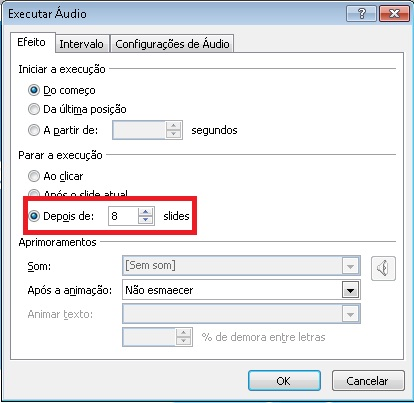 Executar Áudio
Efeito Intervalo Configurações de Áudio
Iniciar a execução
Do começo
Da última posição
A partir de: segundos
Parar a execução
Ao clicar
Após o slide atual
Depois de: 8 slides
Aprimoramentos
Som: [Sem som]
Após a animação: Não esmaecer
Animar texto:
% de demora entre letras
OK Cancelar